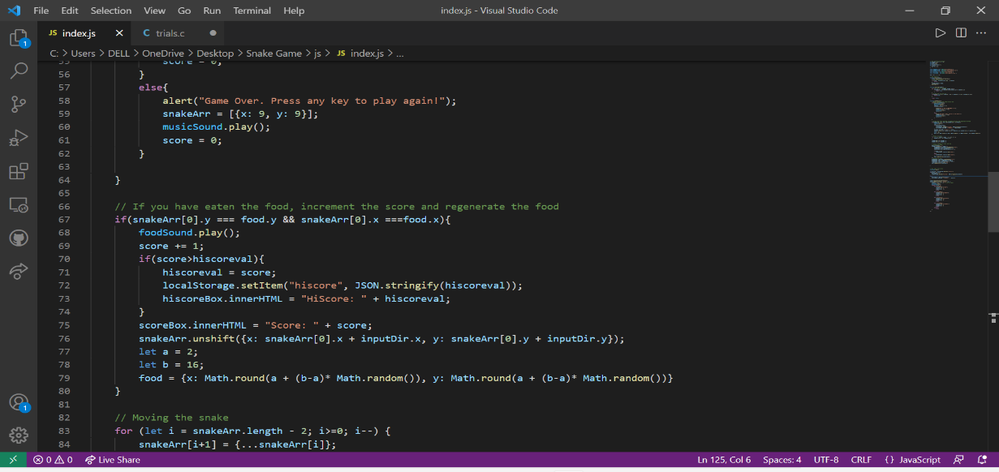 File Edit Selection View Go Run Terminal Help index.js - Visual Studio Code
JS index.js × C trials.c ●
C: > Users > DELL > OneDrive > Desktop > Snake Game > js > JS index.js > ...
55 score = 0;
56 }
57 else{
58 alert("Game Over. Press any key to play again!");
59 snakeArr = [{x: 9, y: 9}];
60 musicSound.play();
61 score = 0;
62 }
63
64 }
65
66 // If you have eaten the food, increment the score and regenerate the food
67 if(snakeArr[0].y === food.y && snakeArr[0].x ===food.x){
68 foodSound.play();
69 score += 1;
70 if(score>hiscoreval){
71 hiscoreval = score;
72 localStorage.setItem("hiscore", JSON.stringify(hiscoreval));
73 hiscoreBox.innerHTML = "HiScore: " + hiscoreval;
74 }
75 scoreBox.innerHTML = "Score: " + score;
76 snakeArr.unshift({x: snakeArr[0].x + inputDir.x, y: snakeArr[0].y + inputDir.y});
77 let a = 2;
78 let b = 16;
79 food = {x: Math.round(a + (b-a)* Math.random()), y: Math.round(a + (b-a)* Math.random())}
80 }
81
82 // Moving the snake
83 for (let i = snakeArr.length - 2; i>=0; i--) {
84 snakeArr[i+1] = {...snakeArr[i]};
1
1
0 0 Live Share Ln 125, Col 6 Spaces: 4 UTF-8 CRLF {} JavaScript